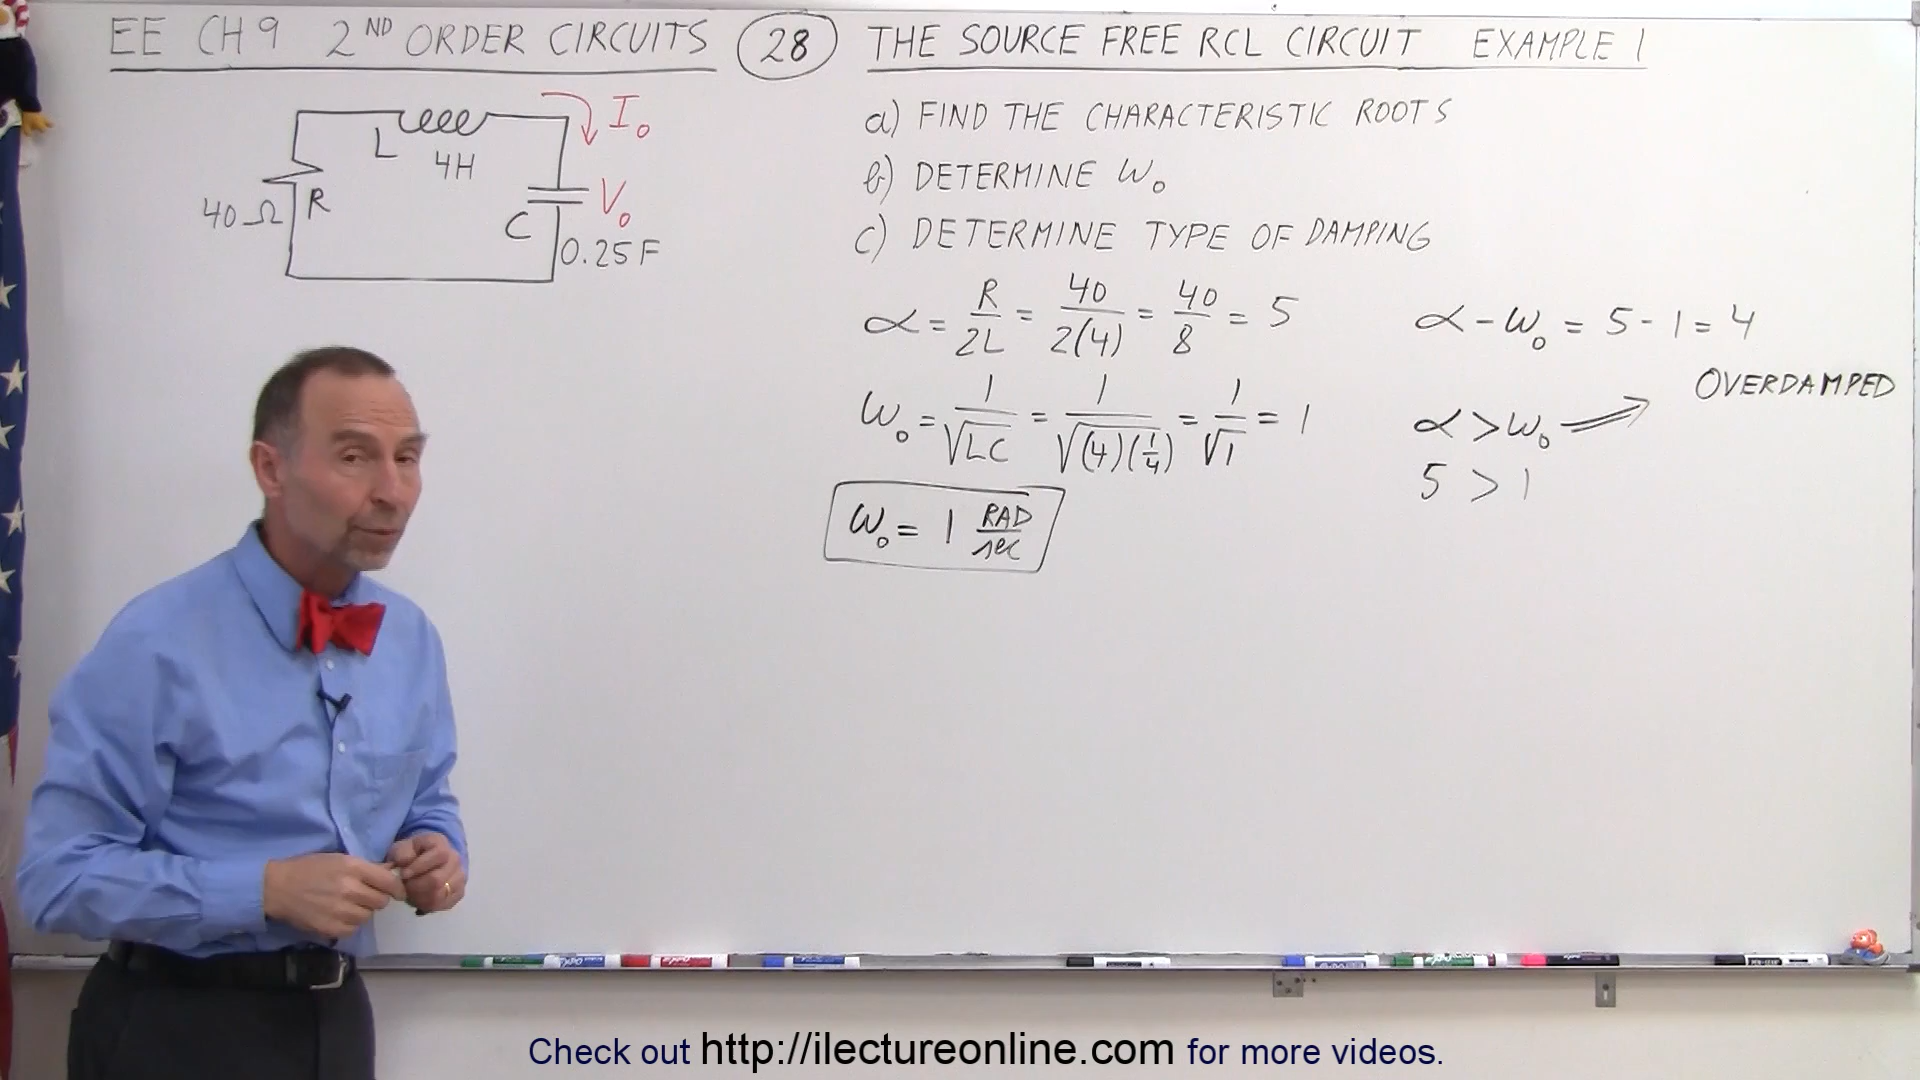 EE CH 9 2ND ORDER CIRCUITS 28 THE SOURCE FREE RCL CIRCUIT EXAMPLE 1
I₀
L
4H
40Ω
R
V₀
C
0.25F
a) FIND THE CHARACTERISTIC ROOTS
b) DETERMINE ω₀
c) DETERMINE TYPE OF DAMPING
α = R/2L = 40/2(4) = 40/8 = 5
ω₀ = 1/√LC = 1/√(4)(1/4) = 1/√1 = 1
ω₀ = 1 RAD/sec
α - ω₀ = 5 - 1 = 4
OVERDAMPED
α > ω₀ ⇒
5 > 1
Check out http://ilectureonline.com for more videos.